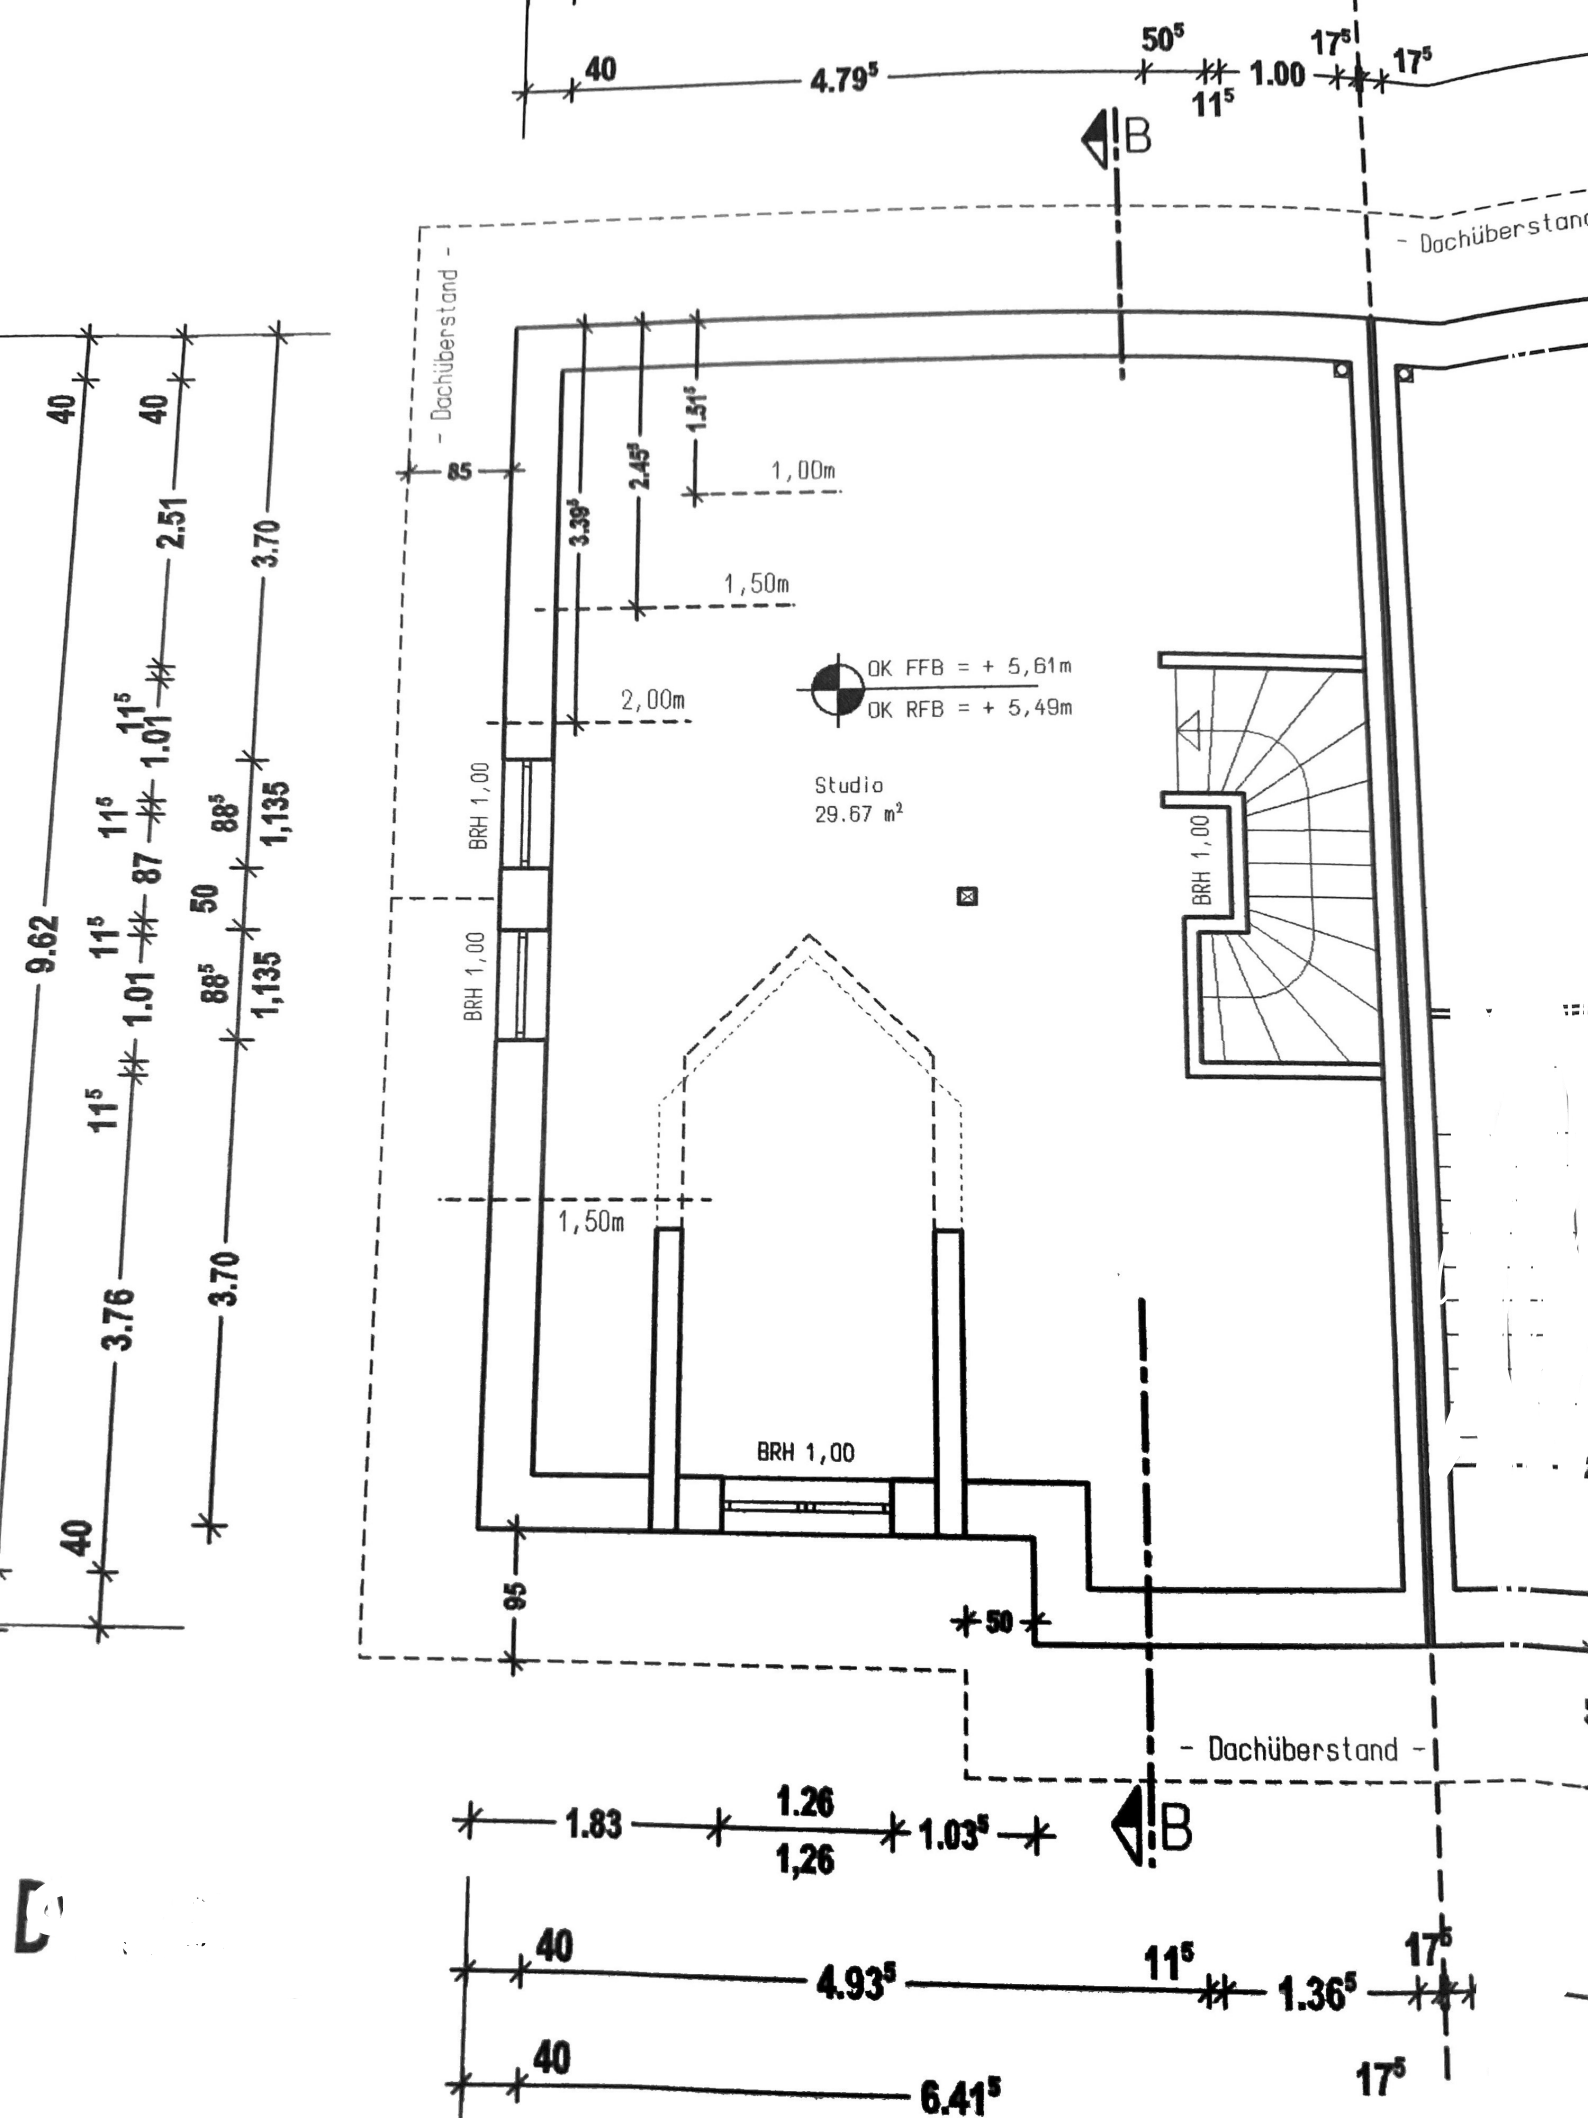 40
4.79⁵
50⁵
11⁵
1.00
17⁵
17⁵
B
- Dachüberstand -
- Dachüberstand
40
40
2.51
3.70
85
1.51⁵
2.45⁵
3.39⁵
1,00m
1,50m
2,00m
OK FFB = + 5,61m
OK RFB = + 5,49m
Studio
29.67 m²
BRH 1,00
BRH 1,00
BRH 1,00
11⁵
1.01
11⁵
87
88⁵
1,135
50
9.62
11⁵
1.01
88⁵
1,135
11⁵
1,50m
3.76
3.70
BRH 1,00
40
95
50
- Dachüberstand -
1.83
1.26
1,26
1.03⁵
B
40
4.93⁵
11⁵
1.36⁵
17⁵
40
6.41⁵
17⁵